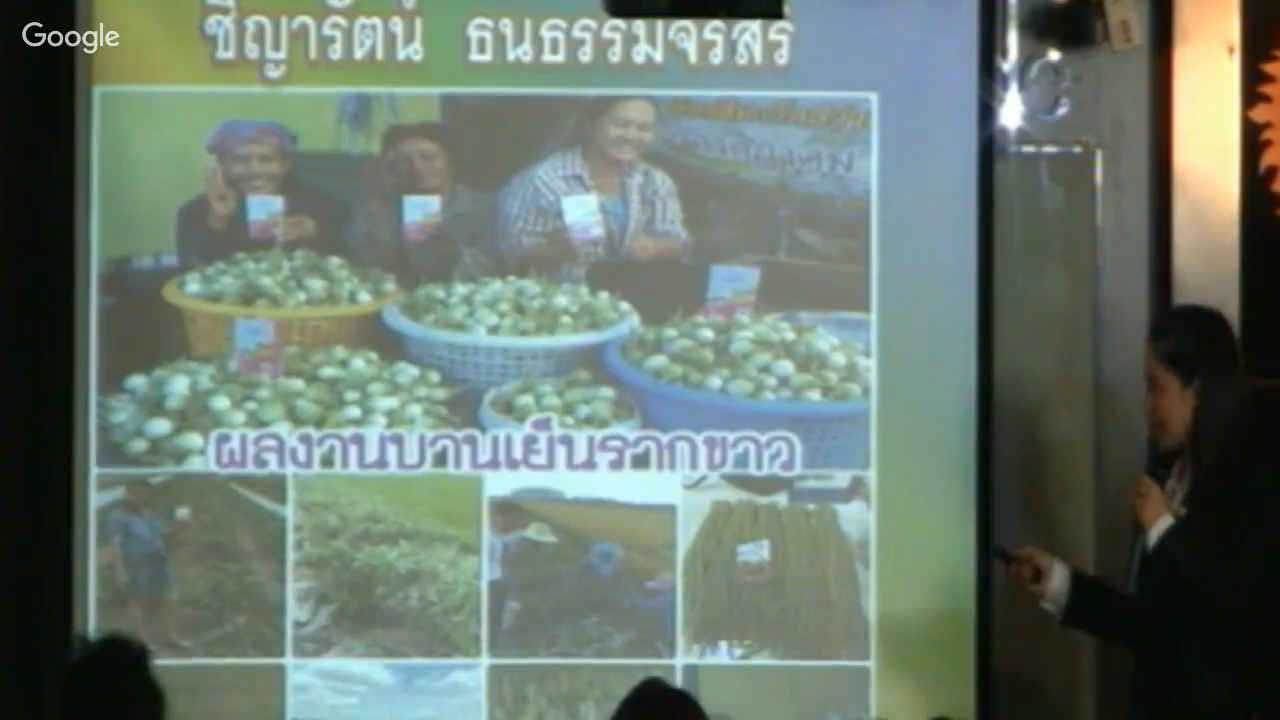 Google
ชัญารัตน์ ธนธรรมจรัสร์
ผลงานบานเย็นรากขาว